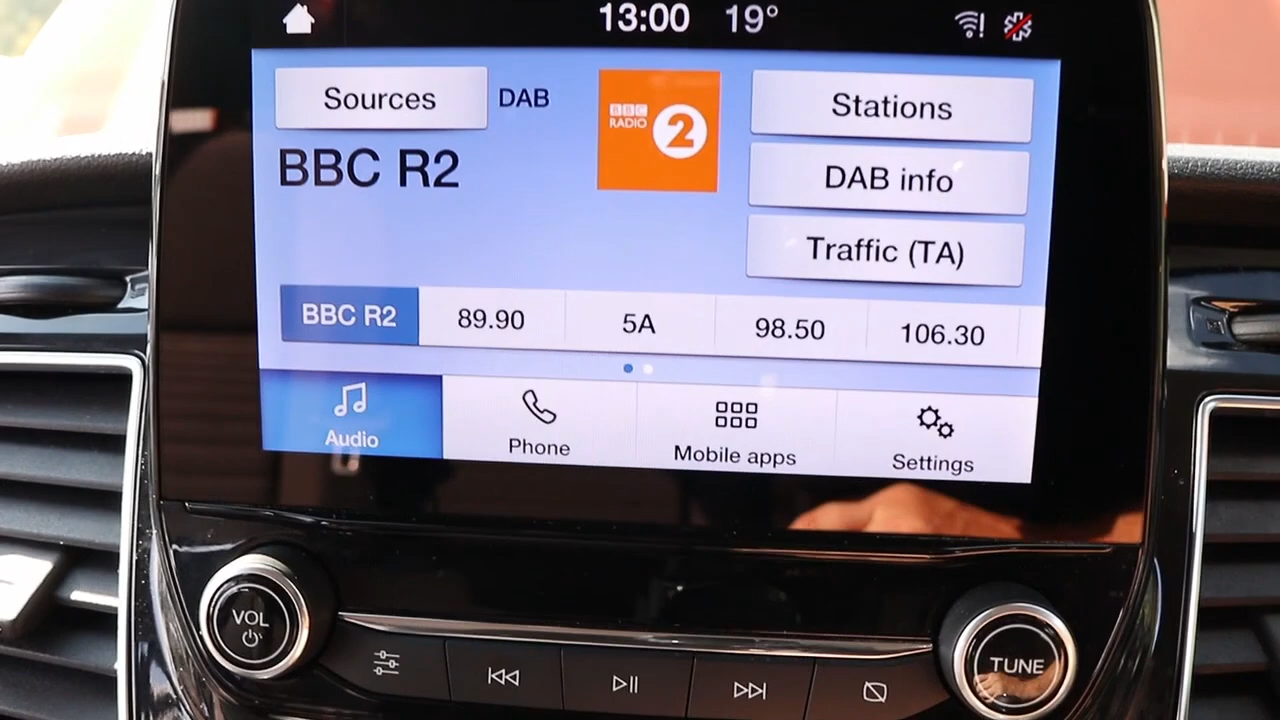 13:00 19°
Sources DAB
BBC RADIO 2
Stations
BBC R2
DAB info
Traffic (TA)
BBC R2 89.90 5A 98.50 106.30
Audio Phone Mobile apps Settings
VOL
TUNE